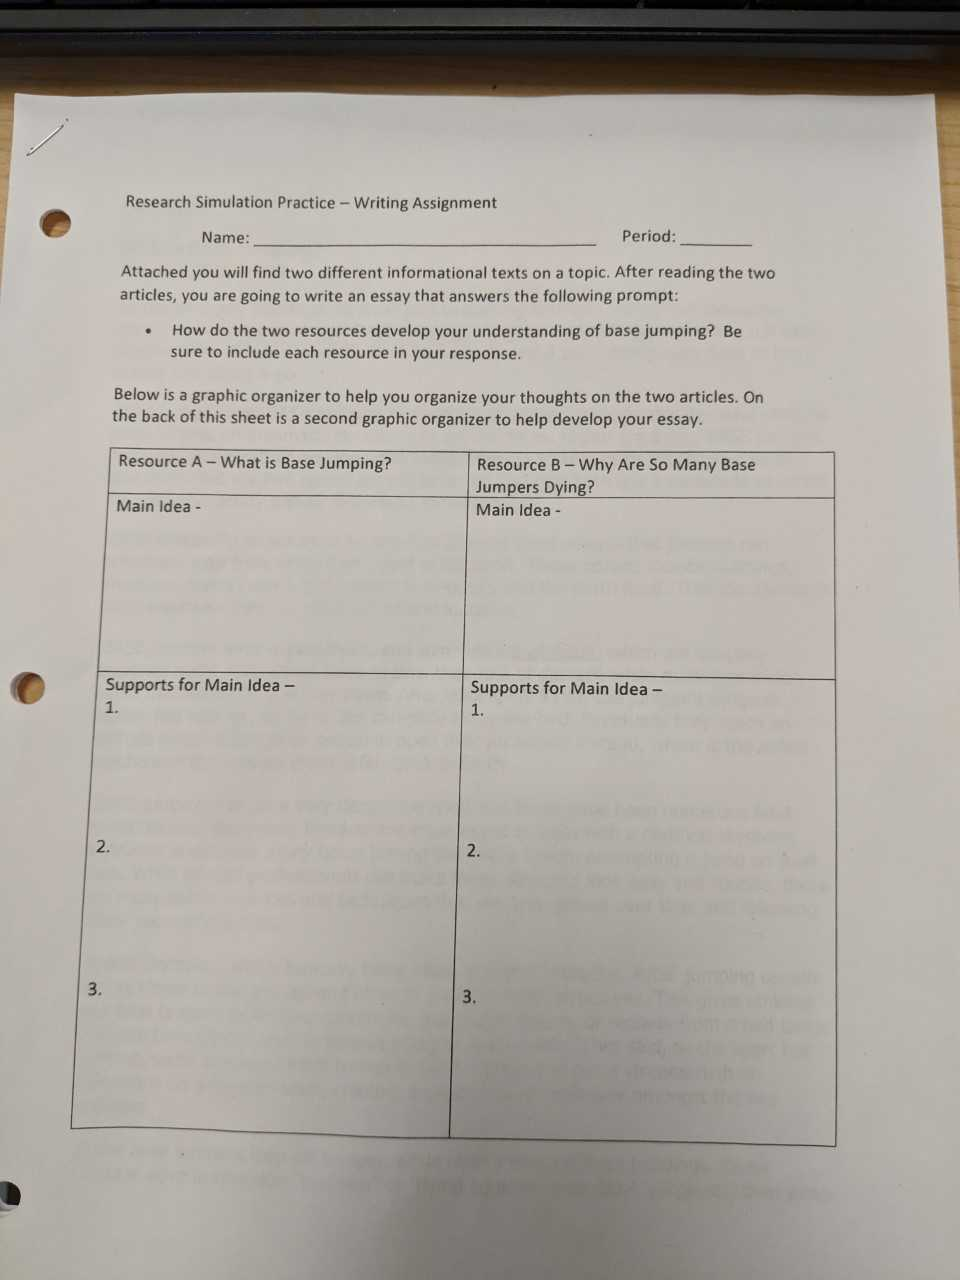 Research Simulation Practice – Writing Assignment
Name: ____________________ Period: ________
Attached you will find two different informational texts on a topic. After reading the two
articles, you are going to write an essay that answers the following prompt:
• How do the two resources develop your understanding of base jumping? Be
sure to include each resource in your response.
Below is a graphic organizer to help you organize your thoughts on the two articles. On
the back of this sheet is a second graphic organizer to help develop your essay.
Resource A – What is Base Jumping?
Resource B – Why Are So Many Base
Jumpers Dying?
Main Idea -
Main Idea -
Supports for Main Idea –
1.
2.
3.
Supports for Main Idea –
1.
2.
3.